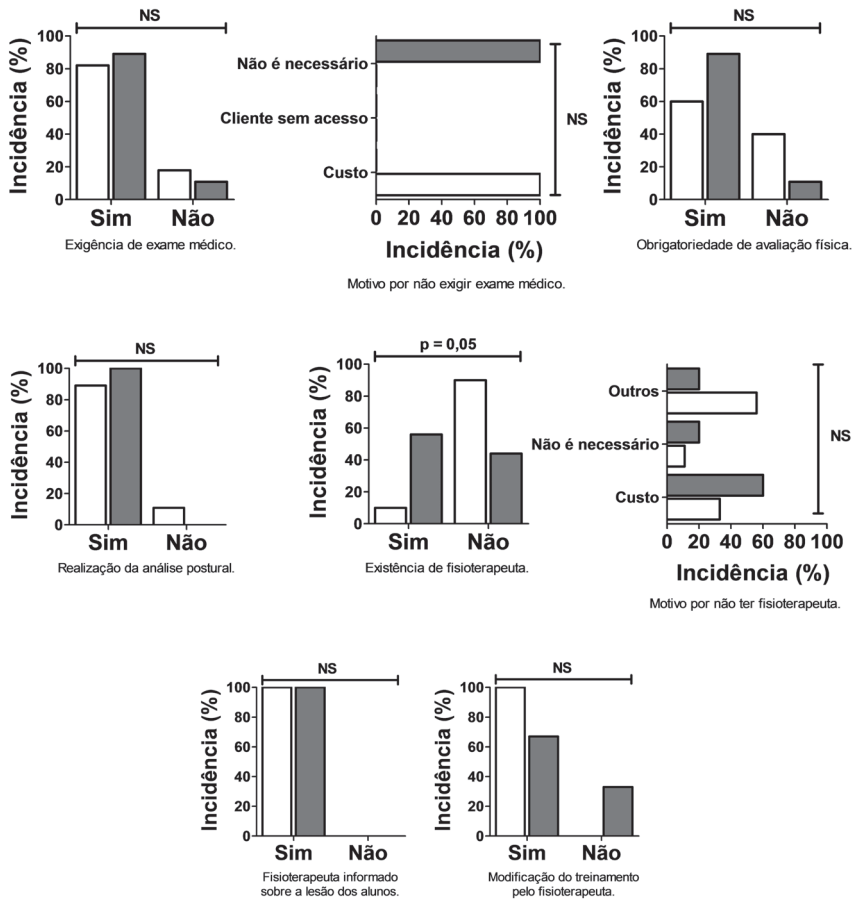 NS
Incidência (%)
100
80
60
40
20
0
Sim Não
Exigência de exame médico.
Não é necessário
Cliente sem acesso
Custo
NS
0 20 40 60 80 100
Incidência (%)
Motivo por não exigir exame médico.
NS
Incidência (%)
100
80
60
40
20
0
Sim Não
Obrigatoriedade de avaliação física.
NS
Incidência (%)
100
80
60
40
20
0
Sim Não
Realização da análise postural.
p = 0,05
Incidência (%)
100
80
60
40
20
0
Sim Não
Existência de fisioterapeuta.
Outros
Não é necessário
Custo
NS
0 20 40 60 80 100
Incidência (%)
Motivo por não ter fisioterapeuta.
NS
Incidência (%)
100
80
60
40
20
0
Sim Não
Fisioterapeuta informado
sobre a lesão dos alunos.
NS
Incidência (%)
100
80
60
40
20
0
Sim Não
Modificação do treinamento
pelo fisioterapeuta.